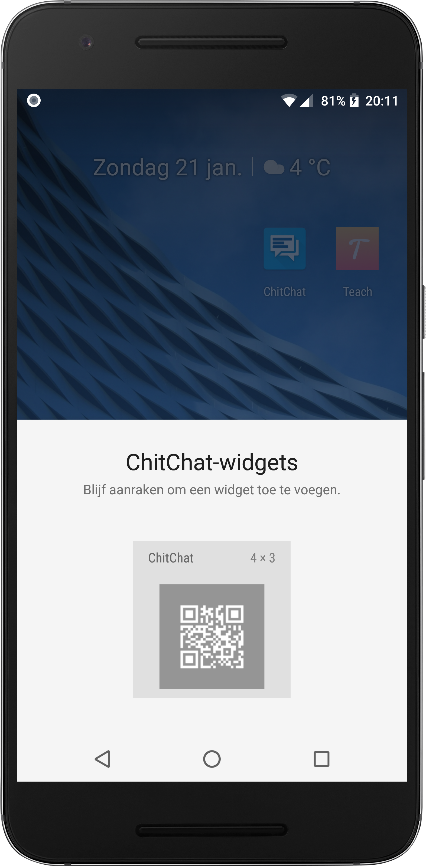 81% 20:11
Zondag 21 jan. | 4 °C
ChitChat Teach
ChitChat-widgets
Blijf aanraken om een widget toe te voegen.
ChitChat 4 × 3